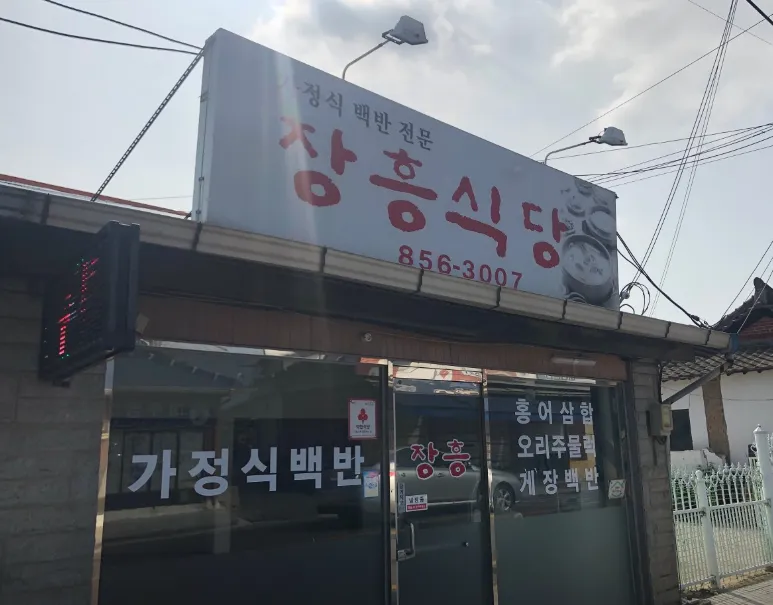 가정식 백반 전문
장흥식당
856-3007
가정식백반
장흥
홍어삼합
오리주물럭
게장백반